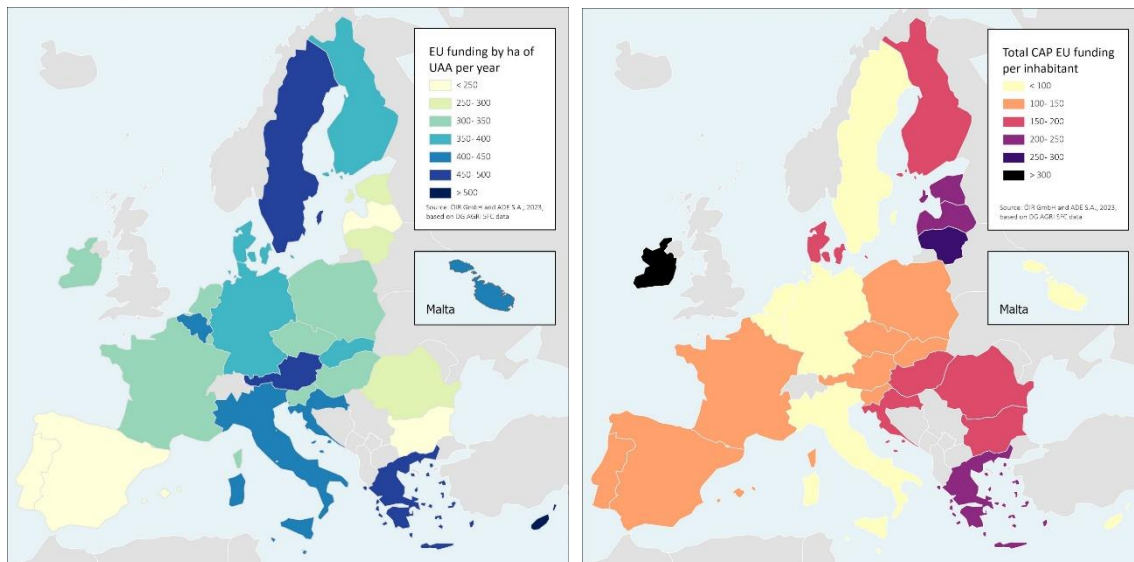 EU funding by ha of
UAA per year
< 250
250- 300
300- 350
350- 400
400- 450
450- 500
> 500
Source: ÖIR GmbH and ADE S.A., 2023,
based on DG AGRI SFC data
Malta
Total CAP EU funding
per inhabitant
< 100
100- 150
150- 200
200- 250
250- 300
> 300
Source: ÖIR GmbH and ADE S.A., 2023,
based on DG AGRI SFC data
Malta